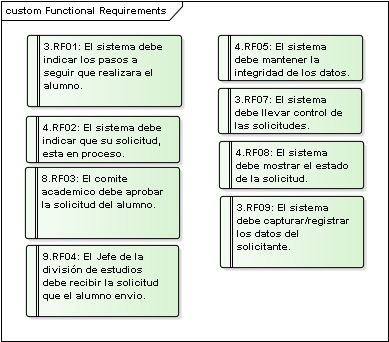 custom Functional Requirements
3.RF01: El sistema debe
indicar los pasos a
seguir que realizara el
alumno.
4.RF02: El sistema debe
indicar que su solicitud,
esta en proceso.
8.RF03: El comite
academico debe aprobar
la solicitud del alumno.
9.RF04: El Jefe de la
división de estudios
debe recibir la solicitud
que el alumno envio.
4.RF05: El sistema
debe mantener la
integridad de los datos.
3.RF07: El sistema
debe llevar control de
las solicitudes.
4.RF08: El sistema
debe mostrar el estado
de la solicitud.
3.RF09: El sistema
debe capturar/registrar
los datos del
solicitante.